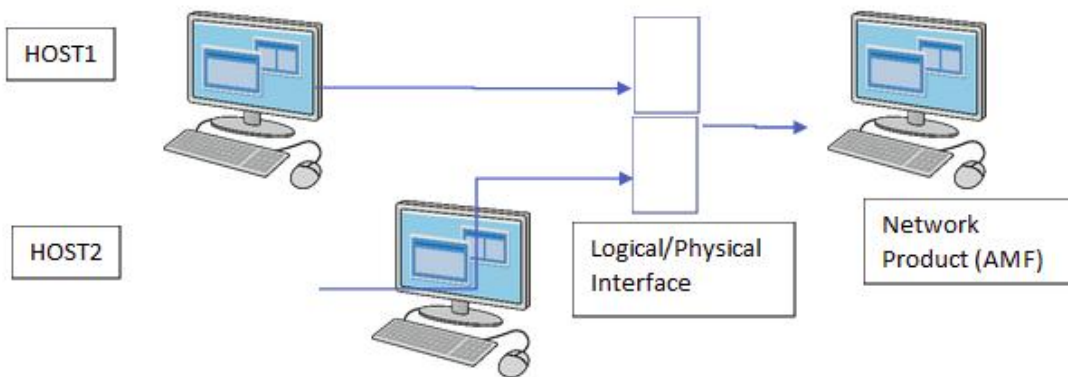 HOST1
HOST2
Logical/Physical
Interface
Network
Product (AMF)